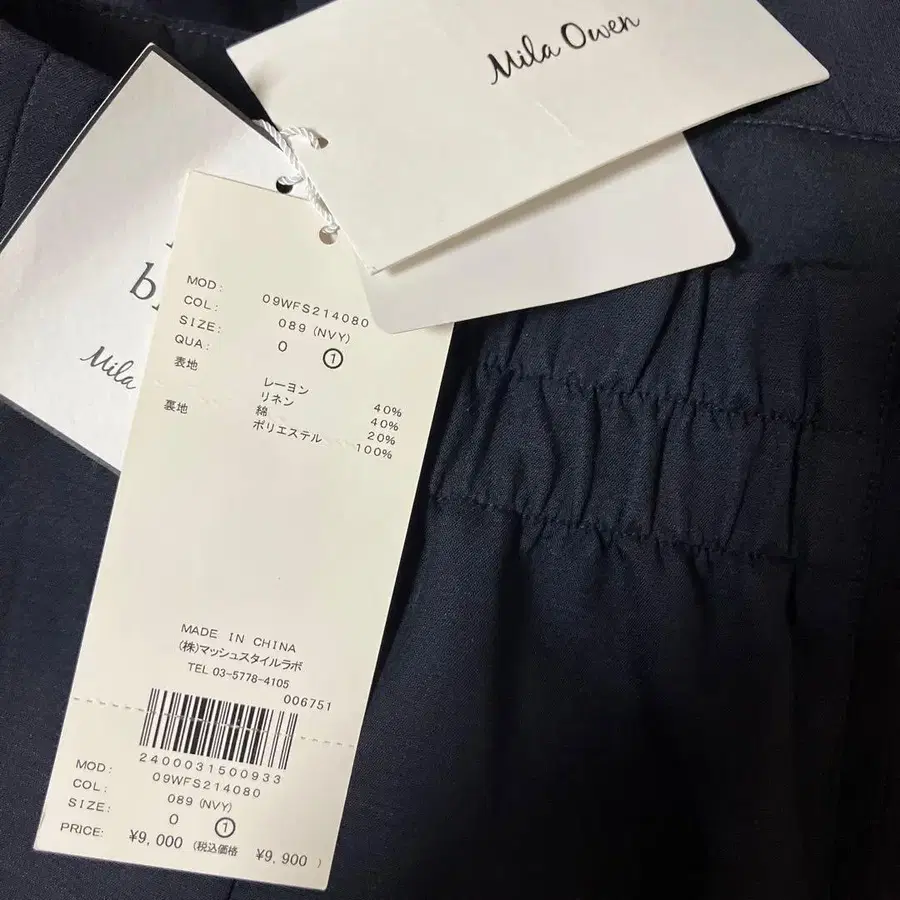 Mila Owen
Mila
MOD: 09WFS214080
COL: 089 (NVY)
SIZE: 0 ①
QUA:
表地 レーヨン 40%
リネン 40%
綿 20%
裏地 ポリエステル 100%
MADE IN CHINA
(株)マッシュスタイルラボ
TEL 03-5778-4105
006751
2400031500933
MOD: 09WFS214080
COL: 089 (NVY)
SIZE: 0 ①
PRICE: ¥9,000 (税込価格 ¥9,900)